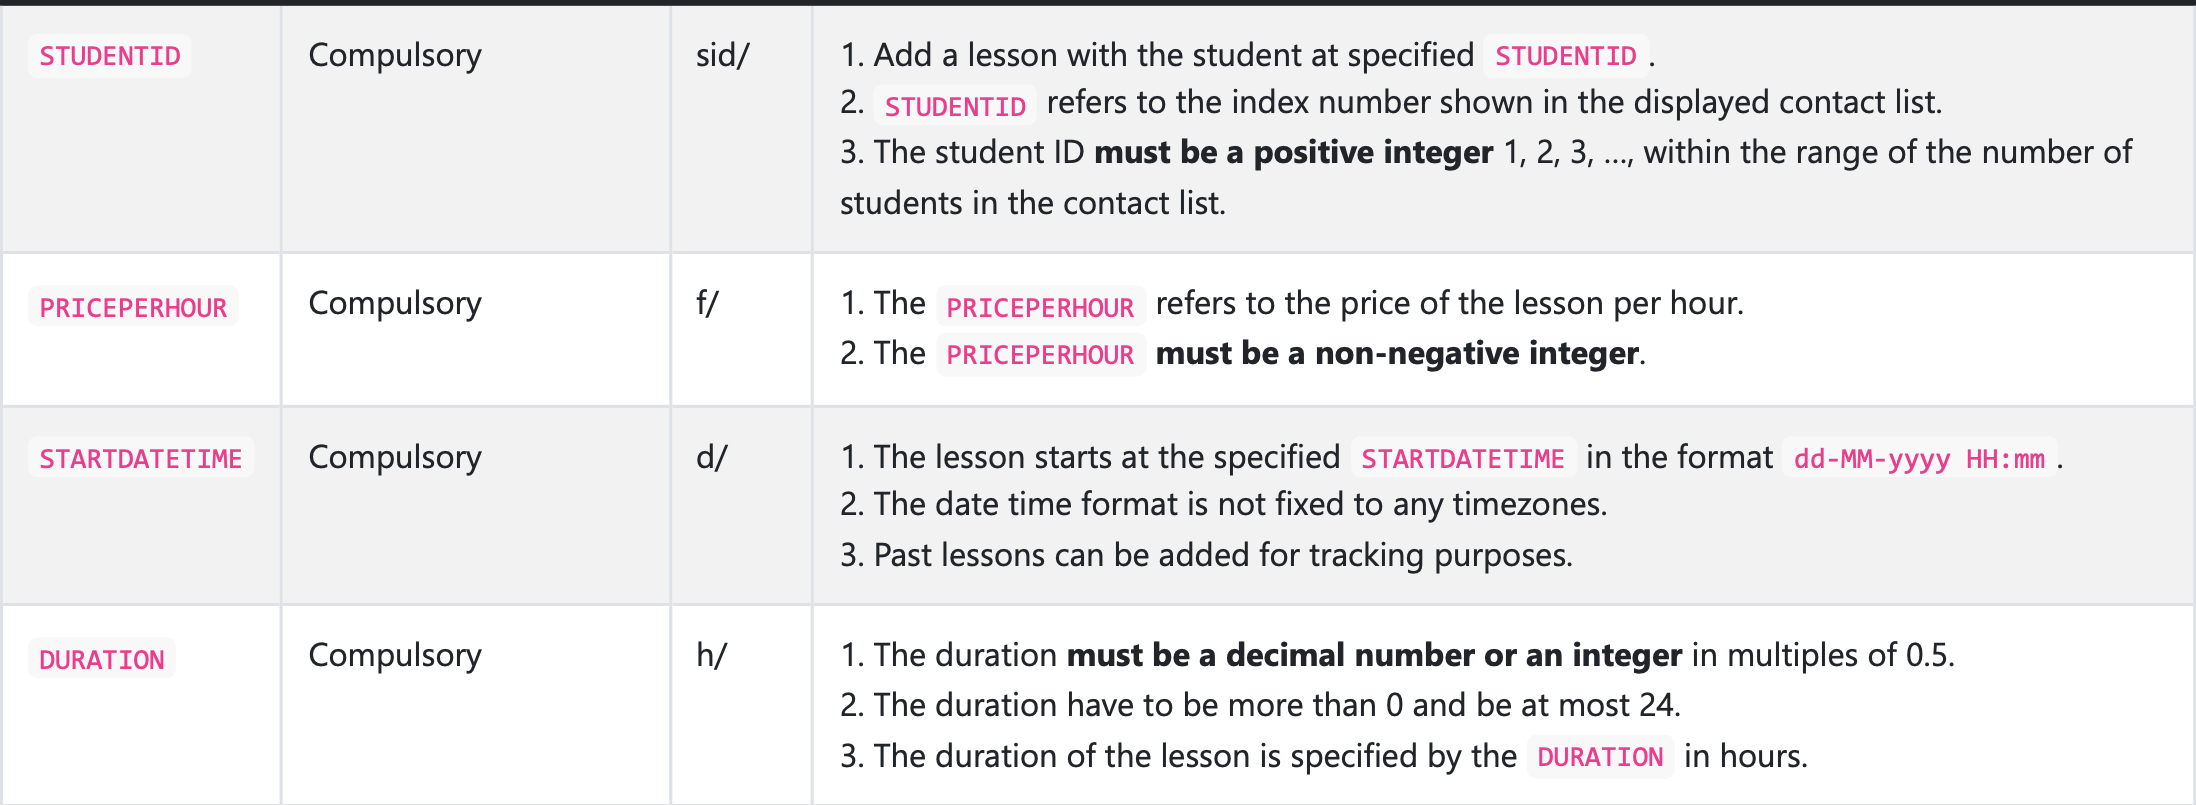 STUDENTID Compulsory sid/ 1. Add a lesson with the student at specified STUDENTID.
2. STUDENTID refers to the index number shown in the displayed contact list.
3. The student ID must be a positive integer 1, 2, 3, …, within the range of the number of
students in the contact list.
PRICEPERHOUR Compulsory f/ 1. The PRICEPERHOUR refers to the price of the lesson per hour.
2. The PRICEPERHOUR must be a non-negative integer.
STARTDATETIME Compulsory d/ 1. The lesson starts at the specified STARTDATETIME in the format dd-MM-yyyy HH:mm.
2. The date time format is not fixed to any timezones.
3. Past lessons can be added for tracking purposes.
DURATION Compulsory h/ 1. The duration must be a decimal number or an integer in multiples of 0.5.
2. The duration have to be more than 0 and be at most 24.
3. The duration of the lesson is specified by the DURATION in hours.